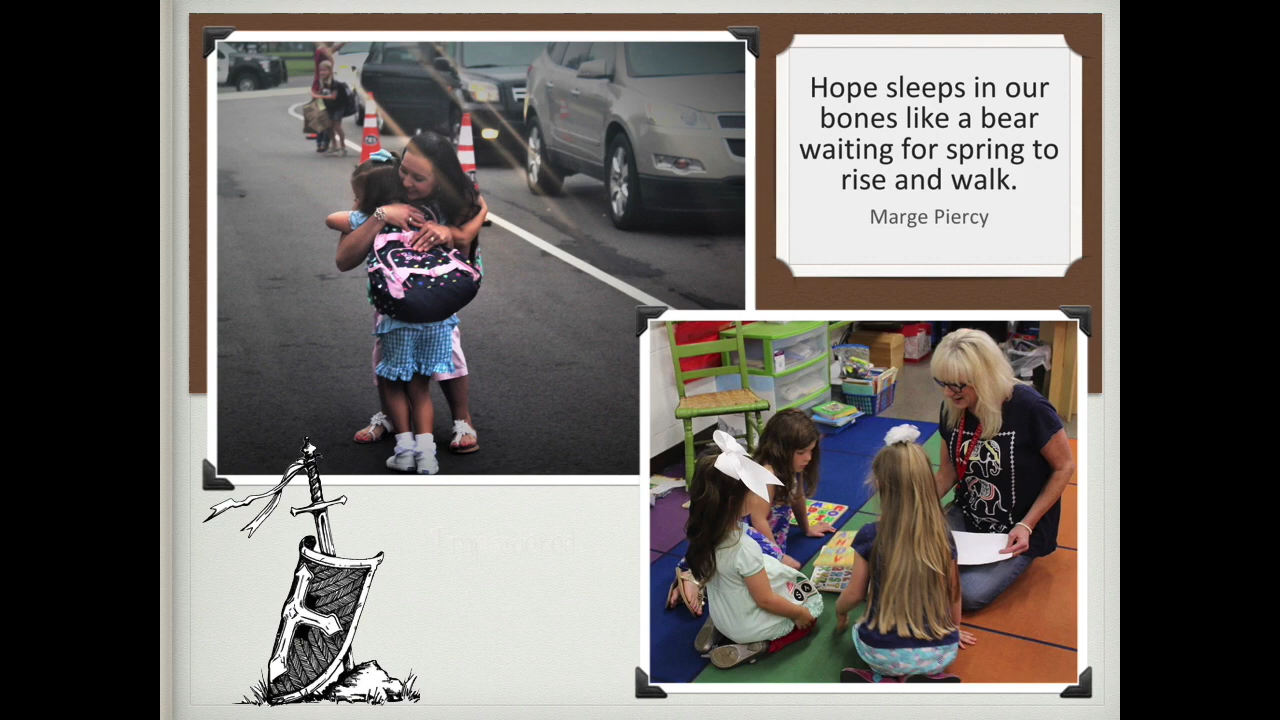 Hope sleeps in our
bones like a bear
waiting for spring to
rise and walk.
Marge Piercy